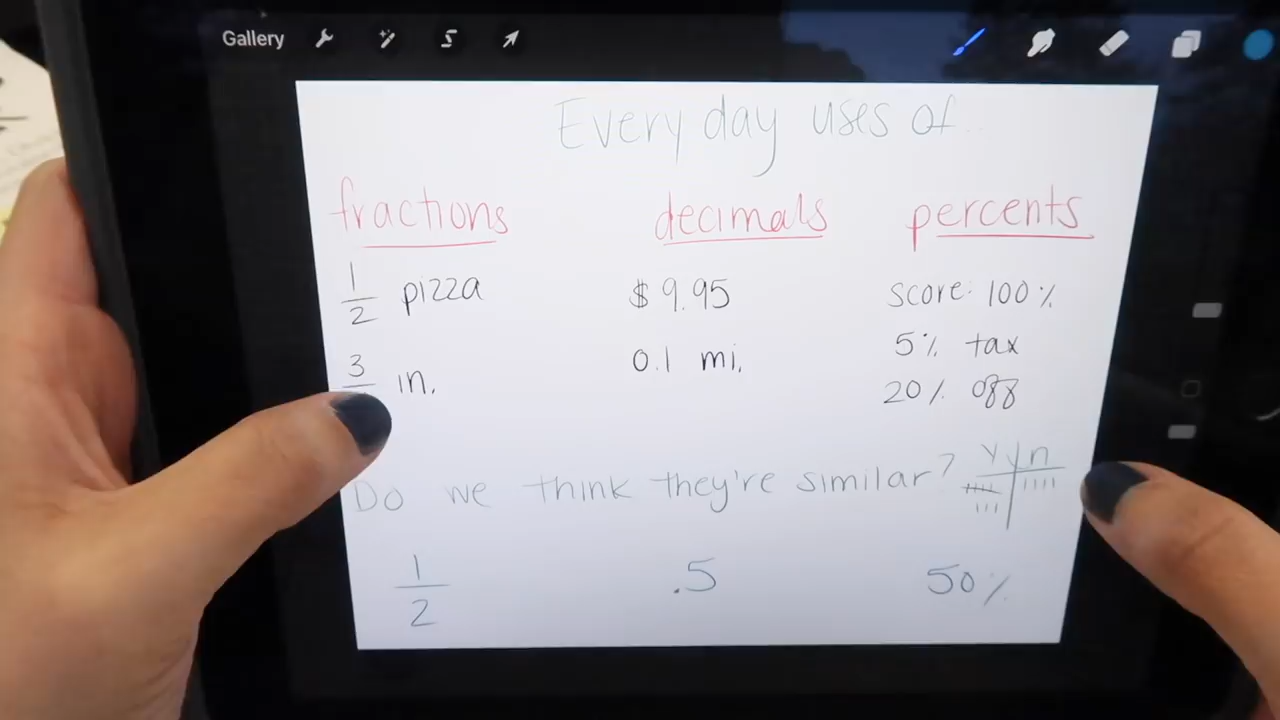 Gallery
Every day uses of..
fractions decimals percents
1/2 pizza $9.95 score: 100%
3 in. 0.1 mi. 5% tax
20% off
Do we think they're similar? y n
1/2 .5 50%